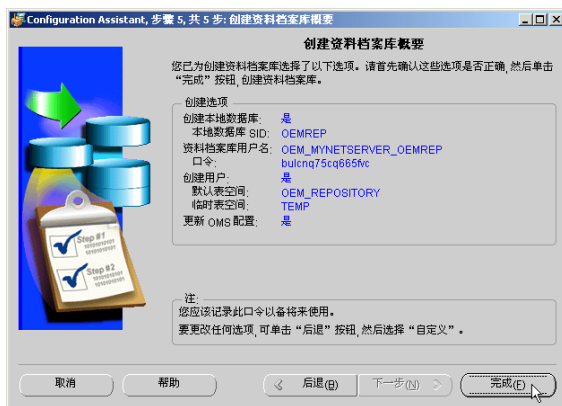 Configuration Assistant, 步骤 5, 共 5 步: 创建资料档案库概要
创建资料档案库概要
您已为创建资料档案库选择了以下选项。请首先确认这些选项是否正确, 然后单击
“完成” 按钮, 创建资料档案库。
创建选项
创建本地数据库: 是
本地数据库 SID: OEMREP
资料档案库用户名: OEM_MYNETSERVER_OEMREP
口令: bulcnq75cq665fvc
创建用户: 是
默认表空间: OEM_REPOSITORY
临时表空间: TEMP
更新 OMS 配置: 是
Step #1
10101010101
1010101
Step #2
10101010101
1010101
注:
您应该记录此口令以备将来使用。
要更改任何选项, 可单击 “后退” 按钮, 然后选择 “自定义” 。
取消 帮助 后退(B) 下一步(N) 完成(F)